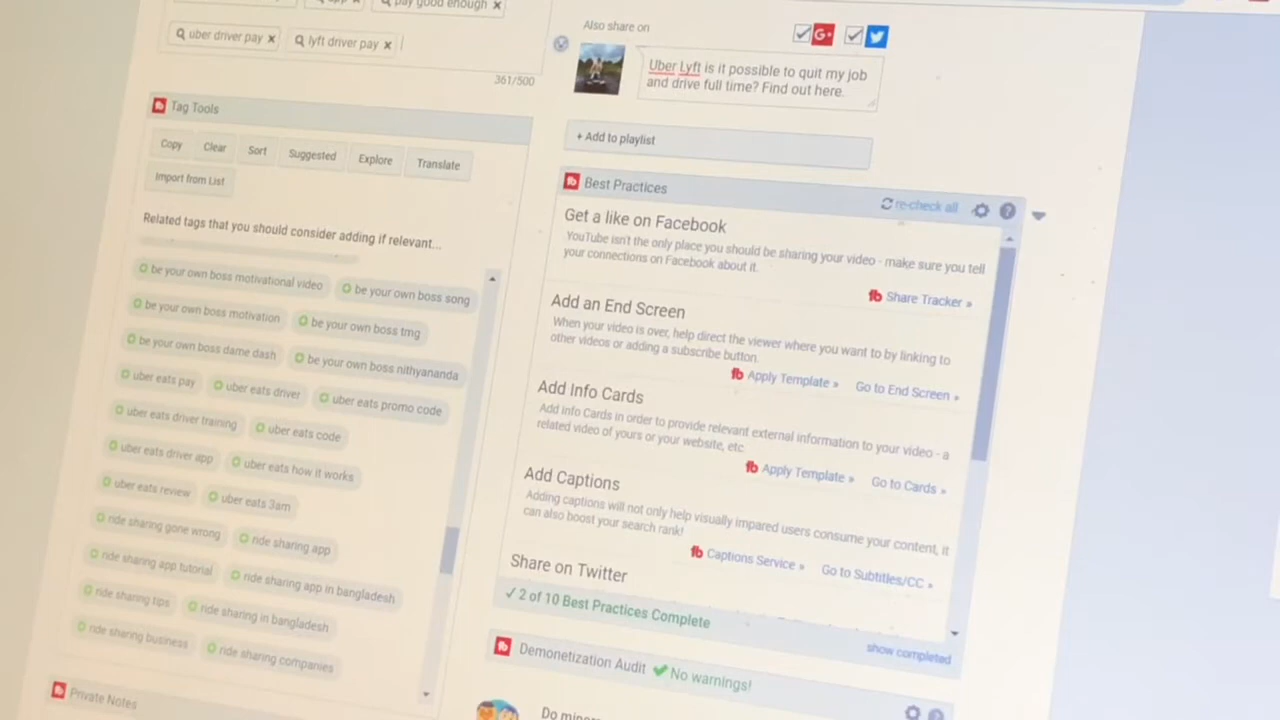 app ×
pay good enough ×
uber driver pay ×
lyft driver pay ×
361/500
Tag Tools
Copy
Clear
Sort
Suggested
Explore
Translate
Import from List
Related tags that you should consider adding if relevant...
be your own boss motivational video
be your own boss song
be your own boss motivation
be your own boss tmg
be your own boss dame dash
be your own boss nithyananda
uber eats pay
uber eats driver
uber eats promo code
uber eats driver training
uber eats code
uber eats driver app
uber eats how it works
uber eats review
uber eats 3am
ride sharing gone wrong
ride sharing app
ride sharing app tutorial
ride sharing app in bangladesh
ride sharing tips
ride sharing in bangladesh
ride sharing business
ride sharing companies
Private Notes
Also share on
G+
Uber Lyft is it possible to quit my job
and drive full time? Find out here.
+ Add to playlist
Best Practices
re-check all
?
Get a like on Facebook
YouTube isn't the only place you should be sharing your video - make sure you tell
your connections on Facebook about it.
Share Tracker »
Add an End Screen
When your video is over, help direct the viewer where you want to by linking to
other videos or adding a subscribe button.
Apply Template »
Go to End Screen »
Add Info Cards
Add Info Cards in order to provide relevant external information to your video - a
related video of yours or your website, etc
Apply Template »
Go to Cards »
Add Captions
Adding captions will not only help visually impared users consume your content, it
can also boost your search rank!
Captions Service »
Go to Subtitles/CC »
Share on Twitter
✓ 2 of 10 Best Practices Complete
show completed
Demonetization Audit ✔ No warnings!